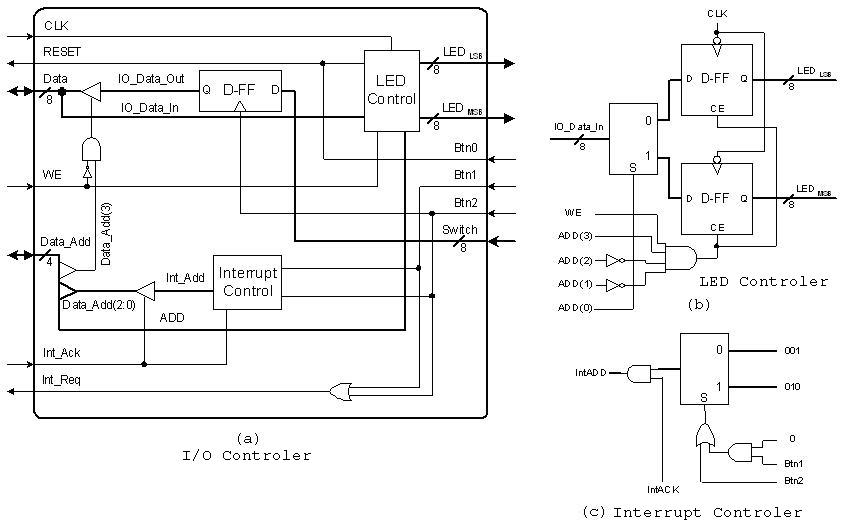 CLK
RESET
Data
8
IO_Data_Out
IO_Data_In
Q D-FF D
LED Control
LED LSB
8
LED MSB
8
Btn0
WE
Btn1
Btn2
Data_Add(3)
Switch
8
Data_Add
4
Int_Add
Interrupt Control
Data_Add(2:0)
ADD
Int_Ack
Int_Req
(a)
I/O Controler
CLK
D D-FF Q
CE
LED LSB
8
IO_Data_In
8
0
1
S
D D-FF Q
CE
LED MSB
8
WE
ADD(3)
ADD(2)
ADD(1)
ADD(0)
LED Controler
(b)
IntADD
0
1
S
001
010
0
Btn1
Btn2
IntACK
(c) Interrupt Controler